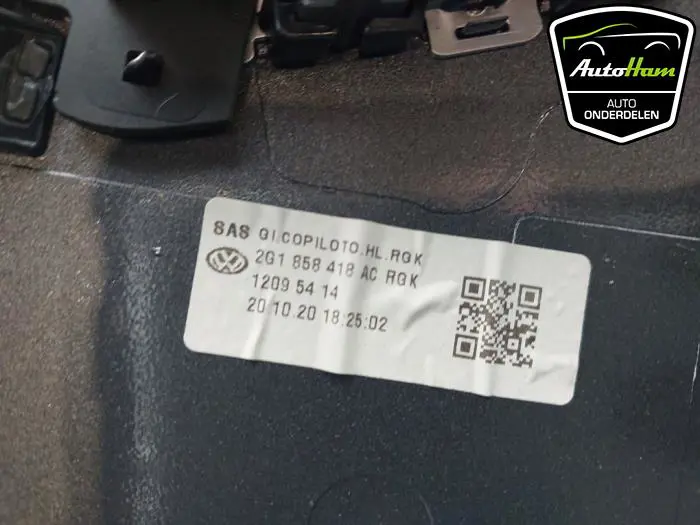 AutoHam
AUTO
ONDERDELEN
SAS GI.COPILOTO.HL.RGK
2G1 858 418 AC RGK
1209 54 14
20.10.20 18:25:02